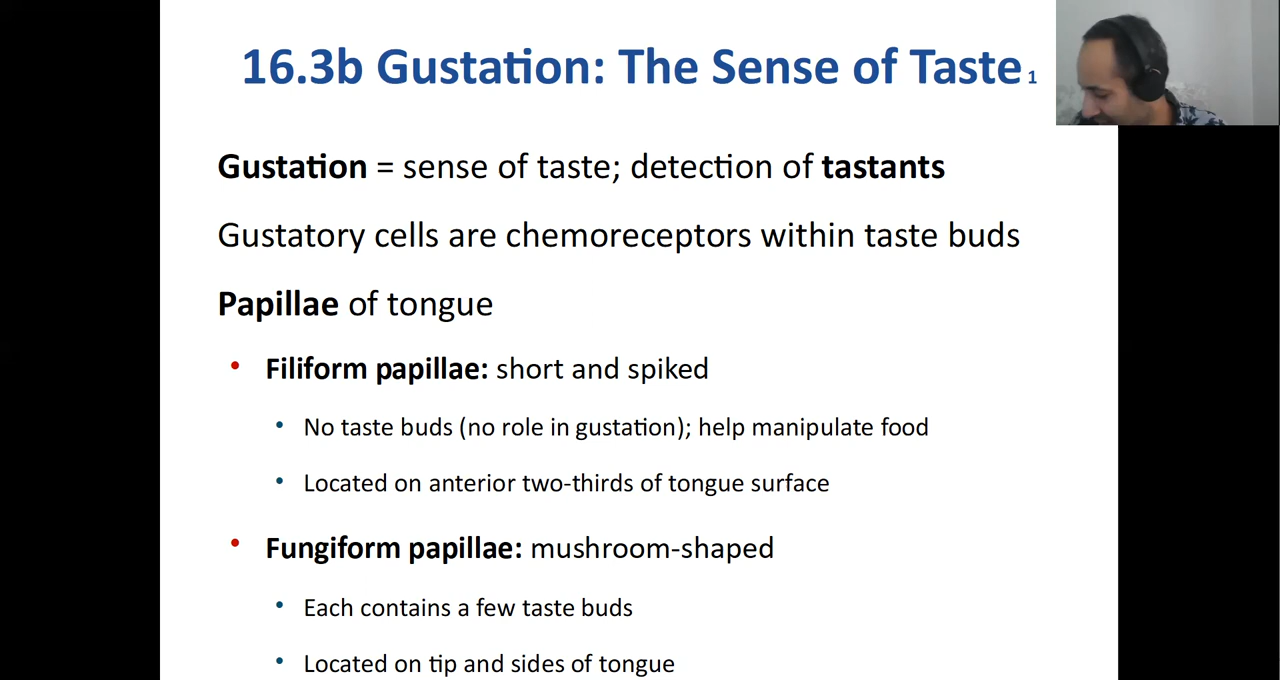 16.3b Gustation: The Sense of Taste 1
Gustation = sense of taste; detection of tastants
Gustatory cells are chemoreceptors within taste buds
Papillae of tongue
• Filiform papillae: short and spiked
• No taste buds (no role in gustation); help manipulate food
• Located on anterior two-thirds of tongue surface
• Fungiform papillae: mushroom-shaped
• Each contains a few taste buds
• Located on tip and sides of tongue